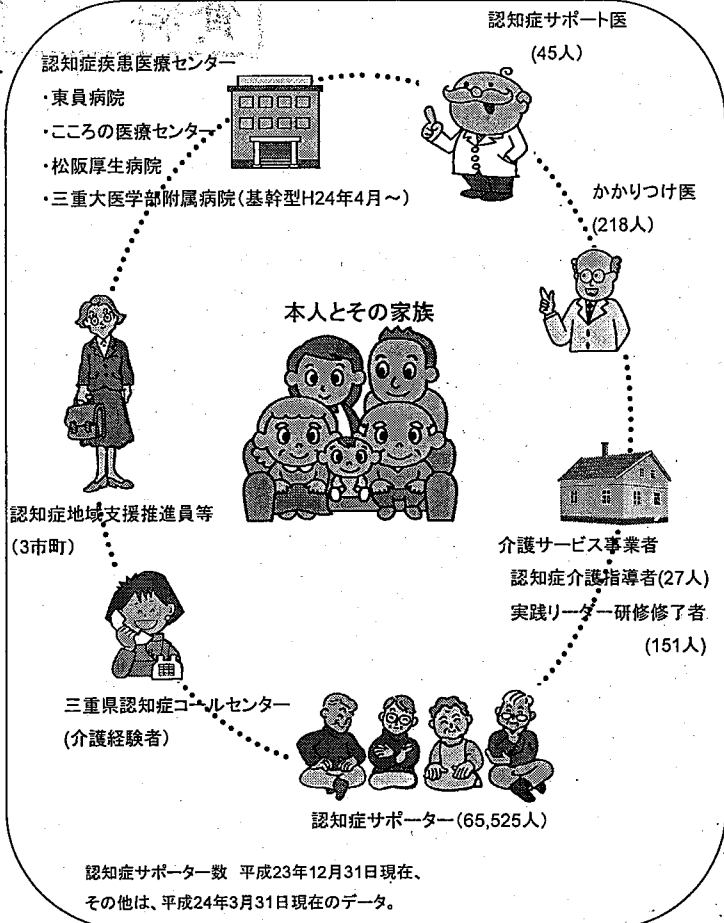 認知症サポート医
(45人)
認知症疾患医療センター
・東員病院
・こころの医療センター
・松阪厚生病院
・三重大医学部附属病院(基幹型H24年4月～)
かかりつけ医
(218人)
本人とその家族
認知症地域支援推進員等
(3市町)
介護サービス事業者
認知症介護指導者(27人)
実践リーダー研修修了者
(151人)
三重県認知症コールセンター
(介護経験者)
認知症サポーター(65,525人)
認知症サポーター数 平成23年12月31日現在、
その他は、平成24年3月31日現在のデータ。